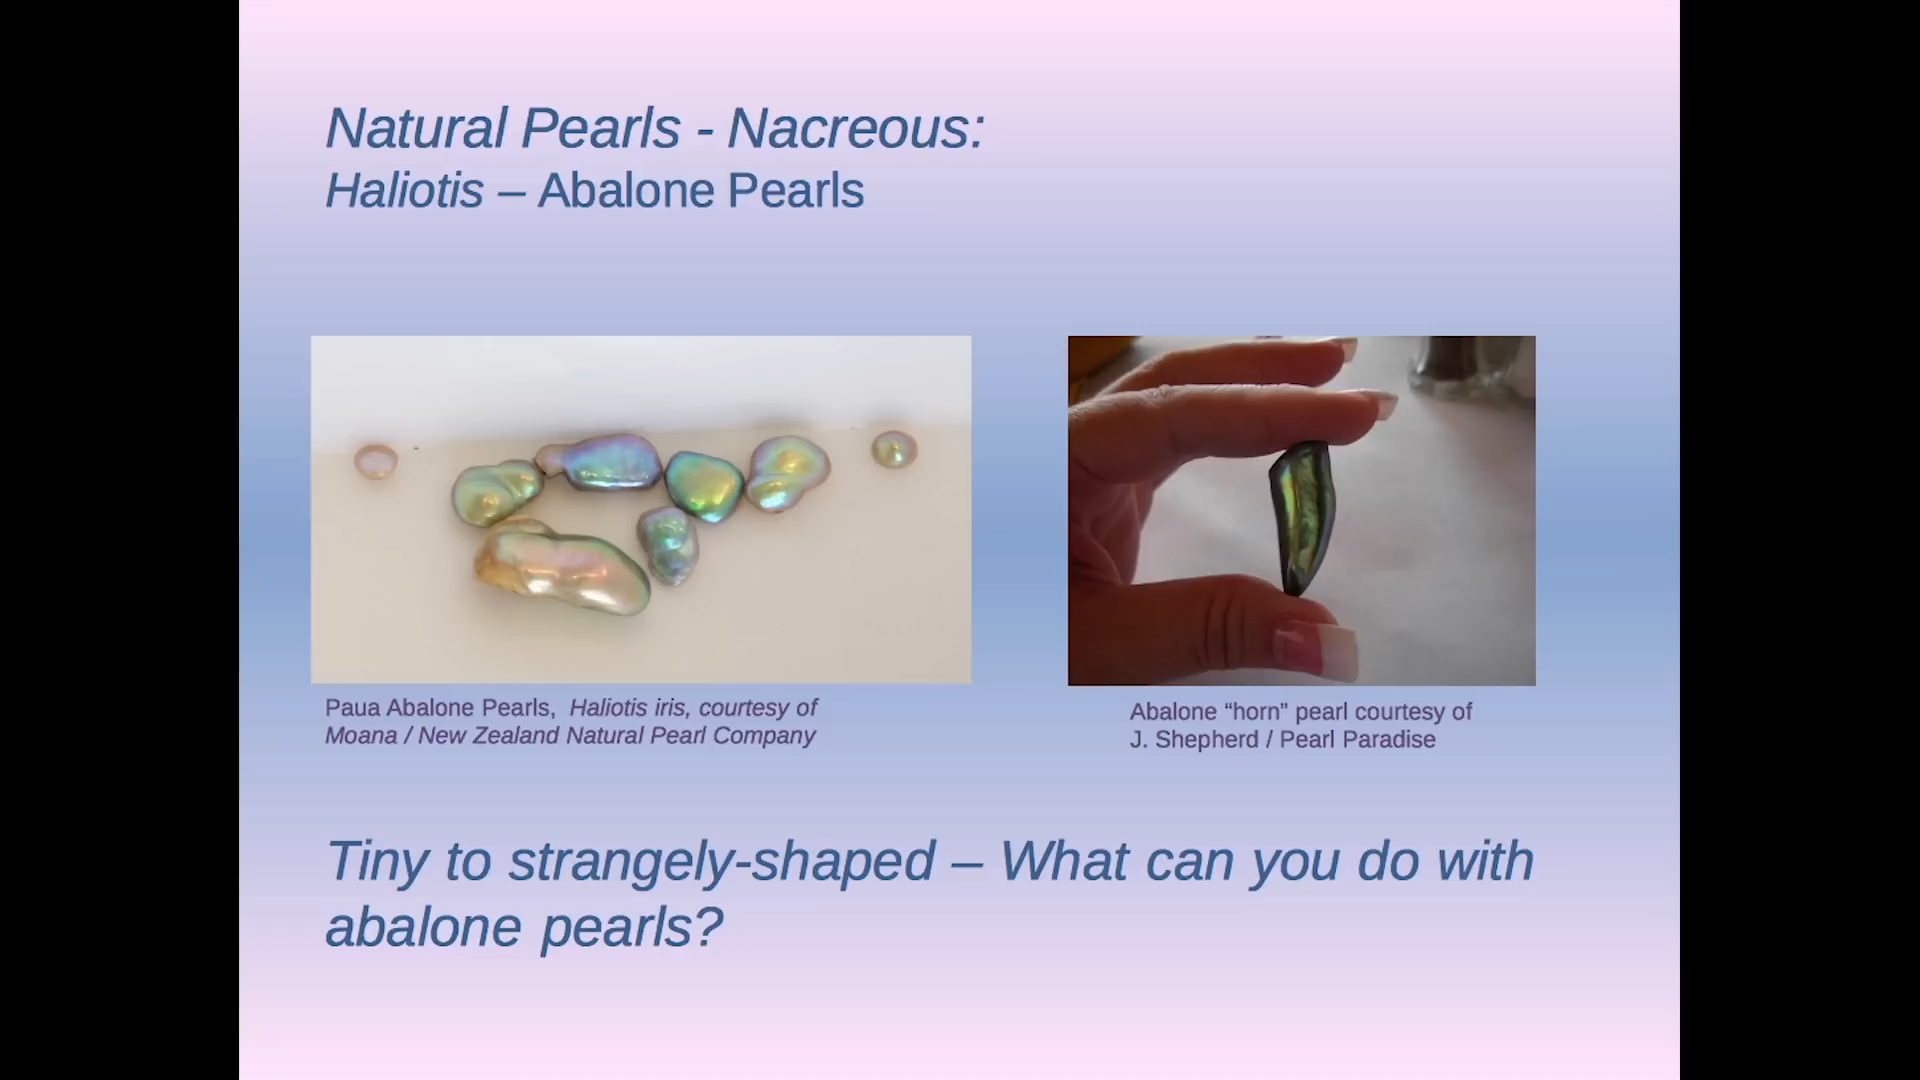 Natural Pearls - Nacreous:
Haliotis – Abalone Pearls
Paua Abalone Pearls, Haliotis iris, courtesy of
Moana / New Zealand Natural Pearl Company
Abalone “horn” pearl courtesy of
J. Shepherd / Pearl Paradise
Tiny to strangely-shaped – What can you do with
abalone pearls?